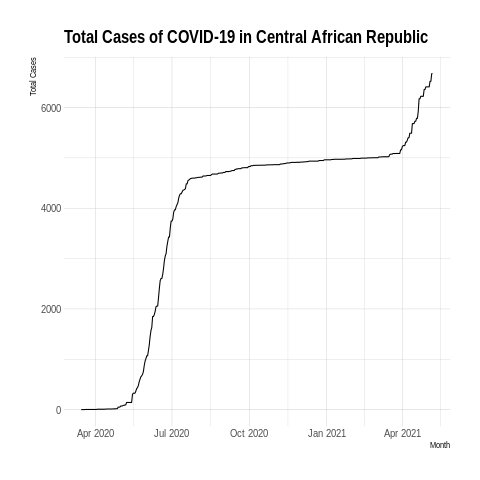 Total Cases of COVID-19 in Central African Republic
Total Cases
6000
4000
2000
0
Apr 2020 Jul 2020 Oct 2020 Jan 2021 Apr 2021
Month